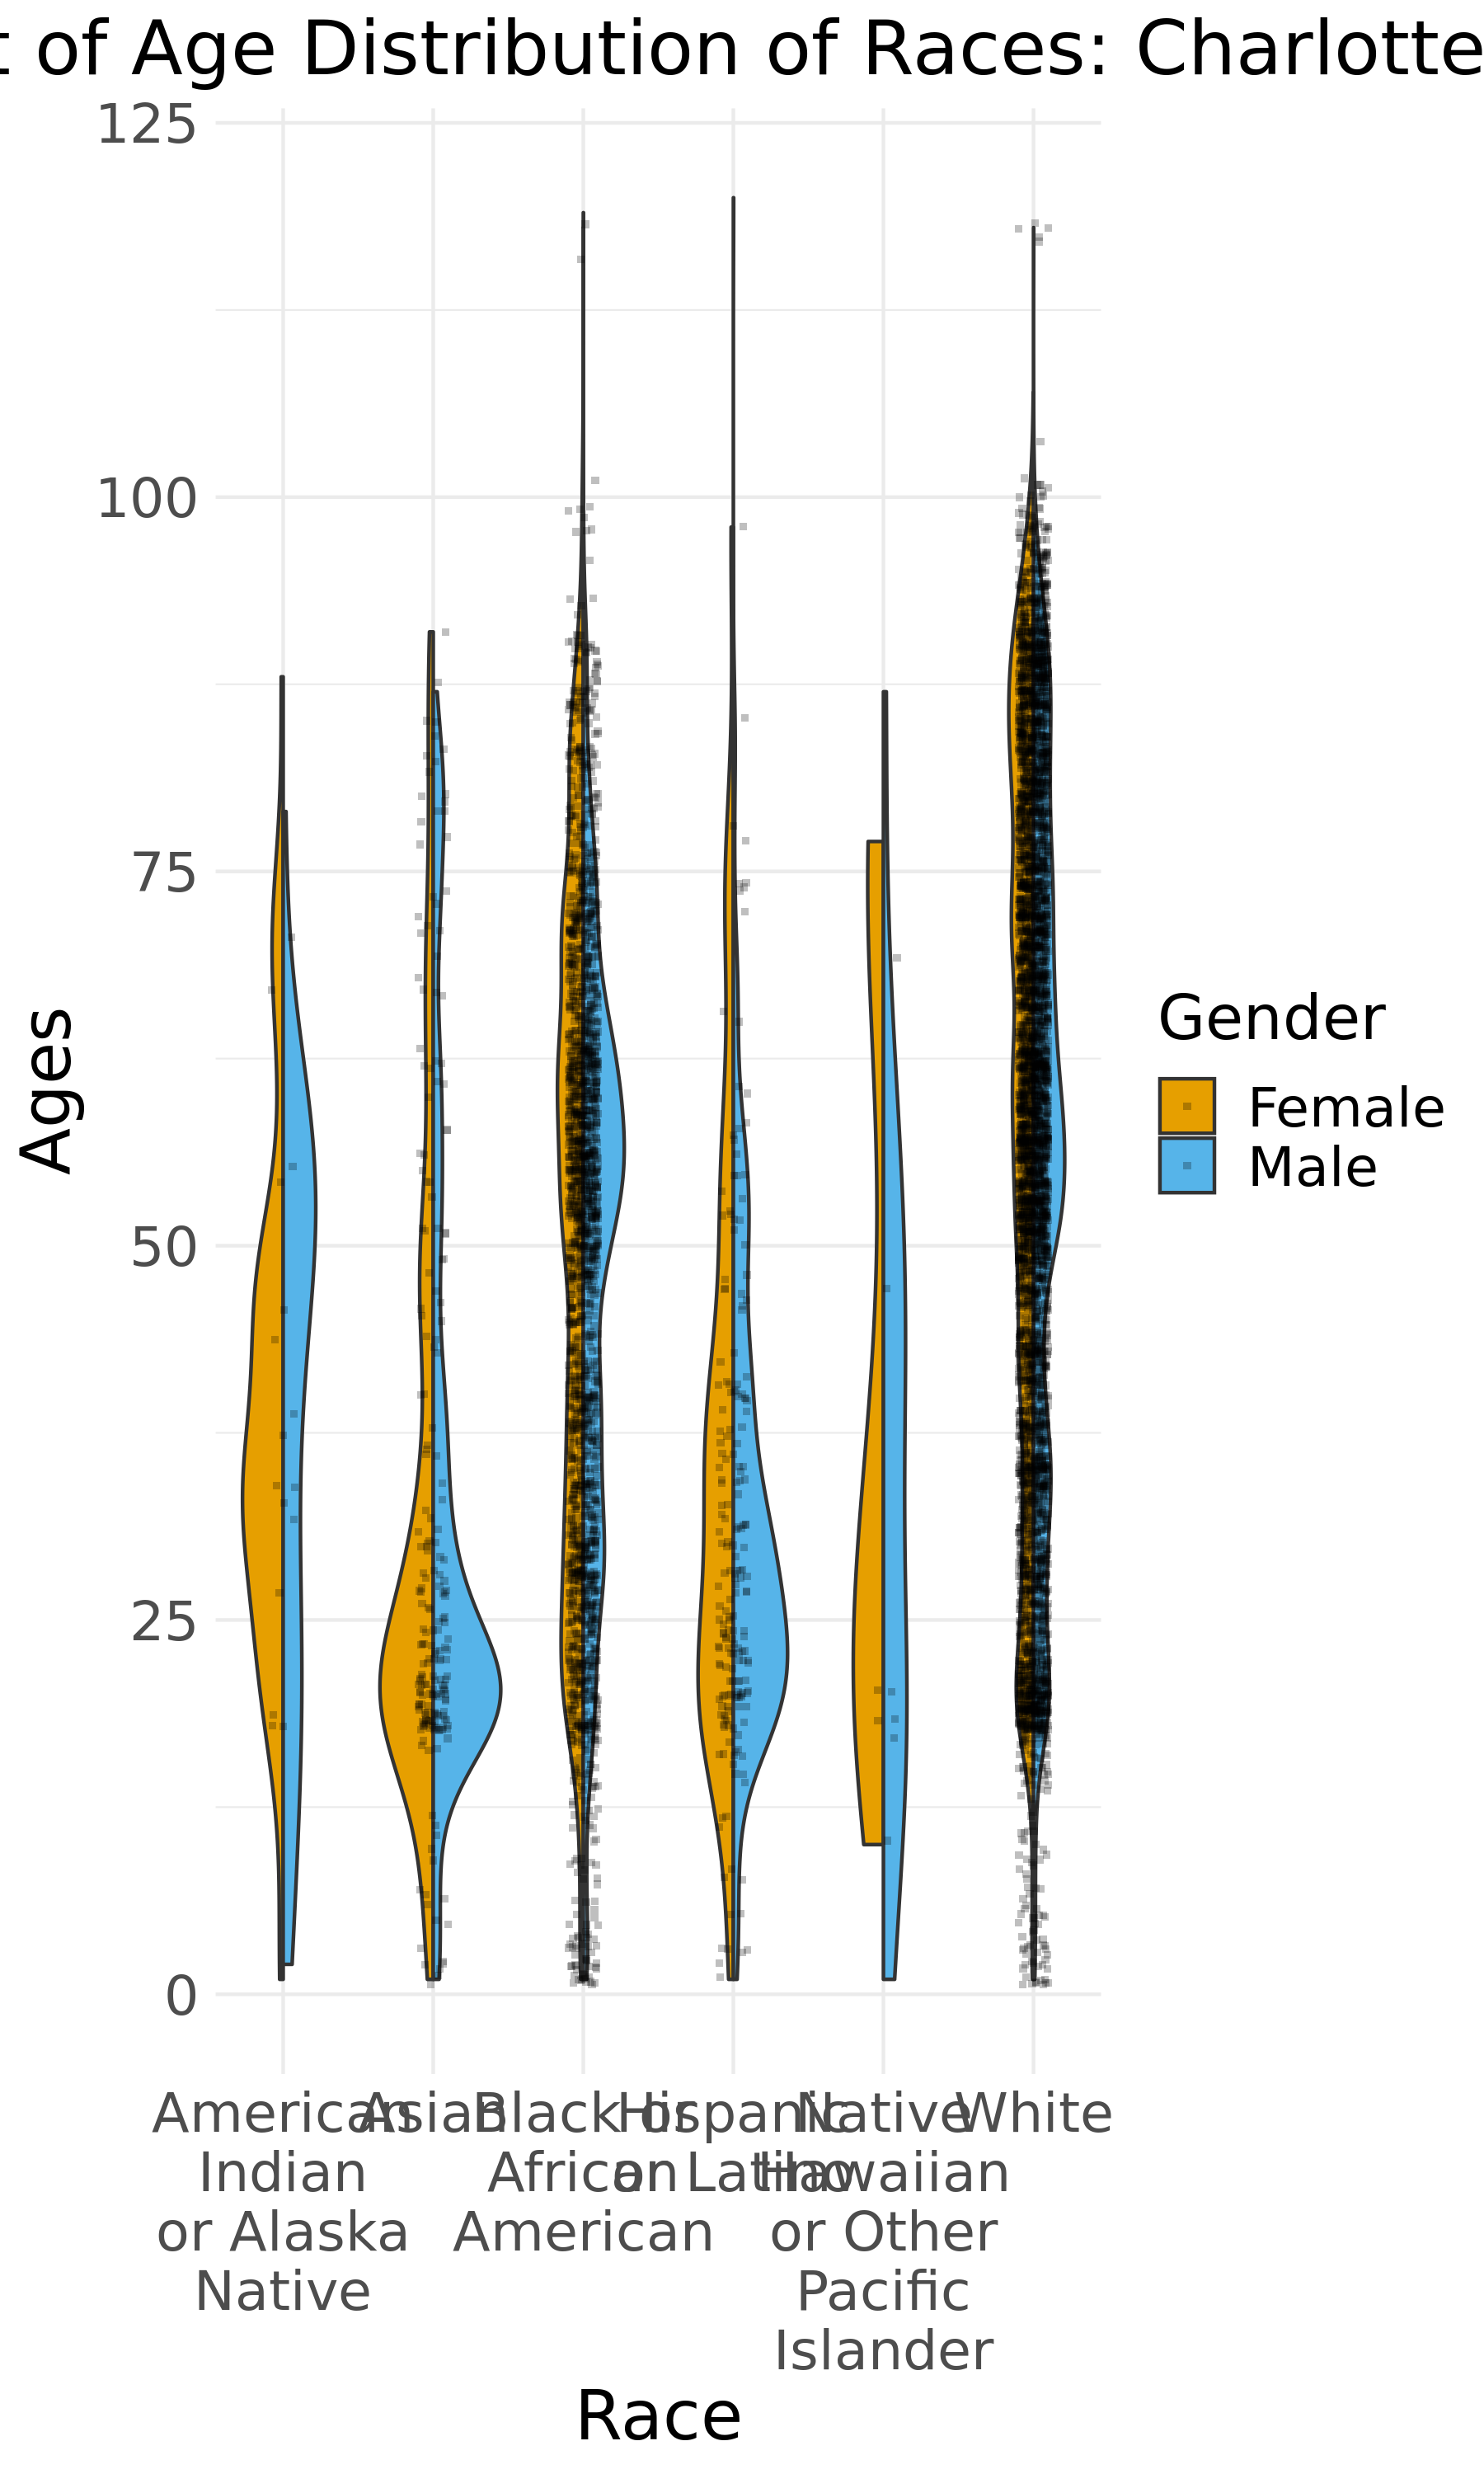 t of Age Distribution of Races: Charlotte
125
100
75
50
25
0
Ages
Gender
Female
Male
American
Indian
or Alaska
Native
Asian
Black or
African
American
Hispanic
or Latino
Native
Hawaiian
or Other
Pacific
Islander
White
Race